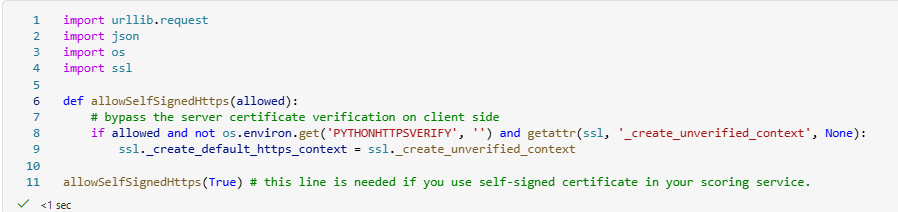 1 import urllib.request
2 import json
3 import os
4 import ssl
5
6 def allowSelfSignedHttps(allowed):
7     # bypass the server certificate verification on client side
8     if allowed and not os.environ.get('PYTHONHTTPSVERIFY', '') and getattr(ssl, '_create_unverified_context', None):
9         ssl._create_default_https_context = ssl._create_unverified_context
10
11 allowSelfSignedHttps(True) # this line is needed if you use self-signed certificate in your scoring service.
<1 sec